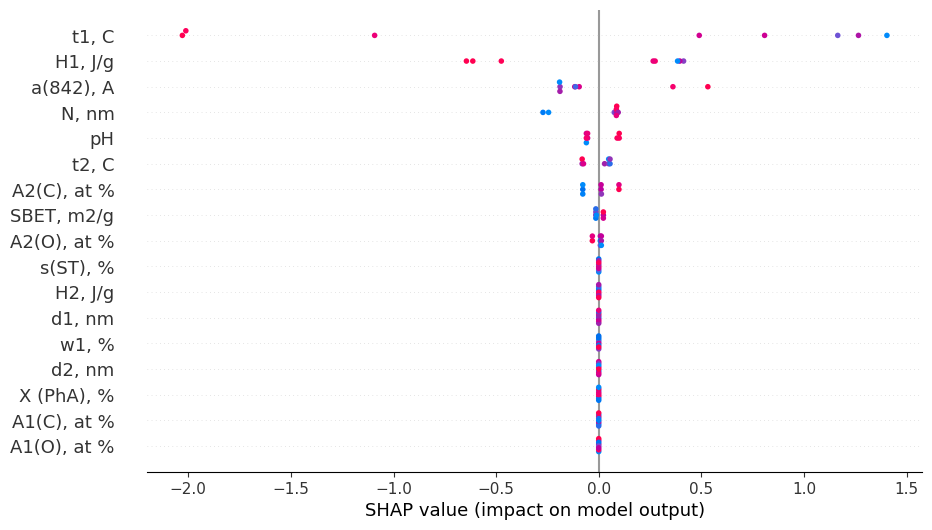 t1, C
H1, J/g
a(842), A
N, nm
pH
t2, C
A2(C), at %
SBET, m2/g
A2(O), at %
s(ST), %
H2, J/g
d1, nm
w1, %
d2, nm
X (PhA), %
A1(C), at %
A1(O), at %
−2.0 −1.5 −1.0 −0.5 0.0 0.5 1.0 1.5
SHAP value (impact on model output)